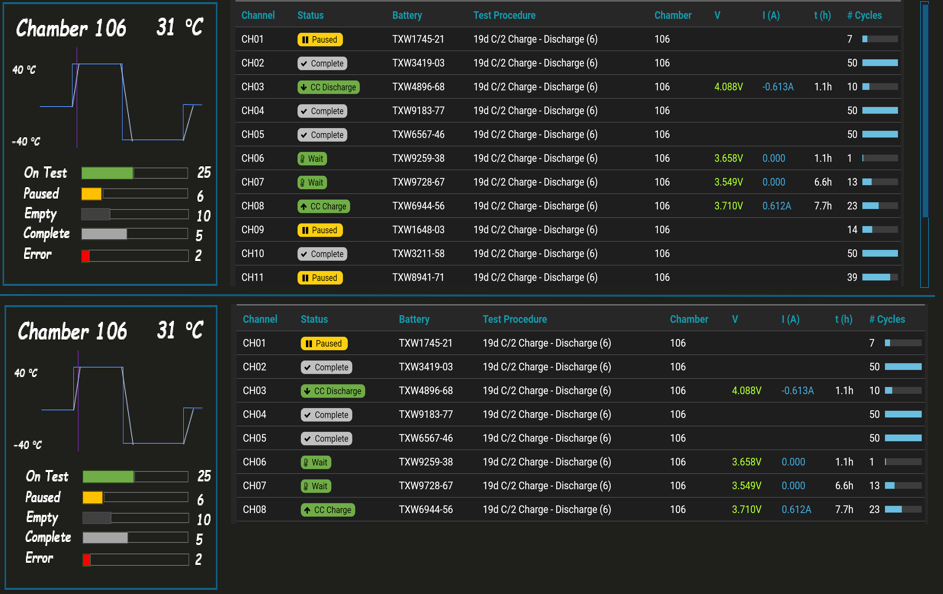 Chamber 106 31 °C
40 °C
-40 °C
On Test 25
Paused 6
Empty 10
Complete 5
Error 2
Channel Status Battery Test Procedure Chamber V I (A) t (h) # Cycles
CH01 Paused TXW1745-21 19d C/2 Charge - Discharge (6) 106 7
CH02 Complete TXW3419-03 19d C/2 Charge - Discharge (6) 106 50
CH03 CC Discharge TXW4896-68 19d C/2 Charge - Discharge (6) 106 4.088V -0.613A 1.1h 10
CH04 Complete TXW9183-77 19d C/2 Charge - Discharge (6) 106 50
CH05 Complete TXW6567-46 19d C/2 Charge - Discharge (6) 106 50
CH06 Wait TXW9259-38 19d C/2 Charge - Discharge (6) 106 3.658V 0.000 1.1h 1
CH07 Wait TXW9728-67 19d C/2 Charge - Discharge (6) 106 3.549V 0.000 6.6h 13
CH08 CC Charge TXW6944-56 19d C/2 Charge - Discharge (6) 106 3.710V 0.612A 7.7h 23
CH09 Paused TXW1648-03 19d C/2 Charge - Discharge (6) 106 14
CH10 Complete TXW3211-58 19d C/2 Charge - Discharge (6) 106 50
CH11 Paused TXW8941-71 19d C/2 Charge - Discharge (6) 106 39
Chamber 106 31 °C
40 °C
-40 °C
On Test 25
Paused 6
Empty 10
Complete 5
Error 2
Channel Status Battery Test Procedure Chamber V I (A) t (h) # Cycles
CH01 Paused TXW1745-21 19d C/2 Charge - Discharge (6) 106 7
CH02 Complete TXW3419-03 19d C/2 Charge - Discharge (6) 106 50
CH03 CC Discharge TXW4896-68 19d C/2 Charge - Discharge (6) 106 4.088V -0.613A 1.1h 10
CH04 Complete TXW9183-77 19d C/2 Charge - Discharge (6) 106 50
CH05 Complete TXW6567-46 19d C/2 Charge - Discharge (6) 106 50
CH06 Wait TXW9259-38 19d C/2 Charge - Discharge (6) 106 3.658V 0.000 1.1h 1
CH07 Wait TXW9728-67 19d C/2 Charge - Discharge (6) 106 3.549V 0.000 6.6h 13
CH08 CC Charge TXW6944-56 19d C/2 Charge - Discharge (6) 106 3.710V 0.612A 7.7h 23